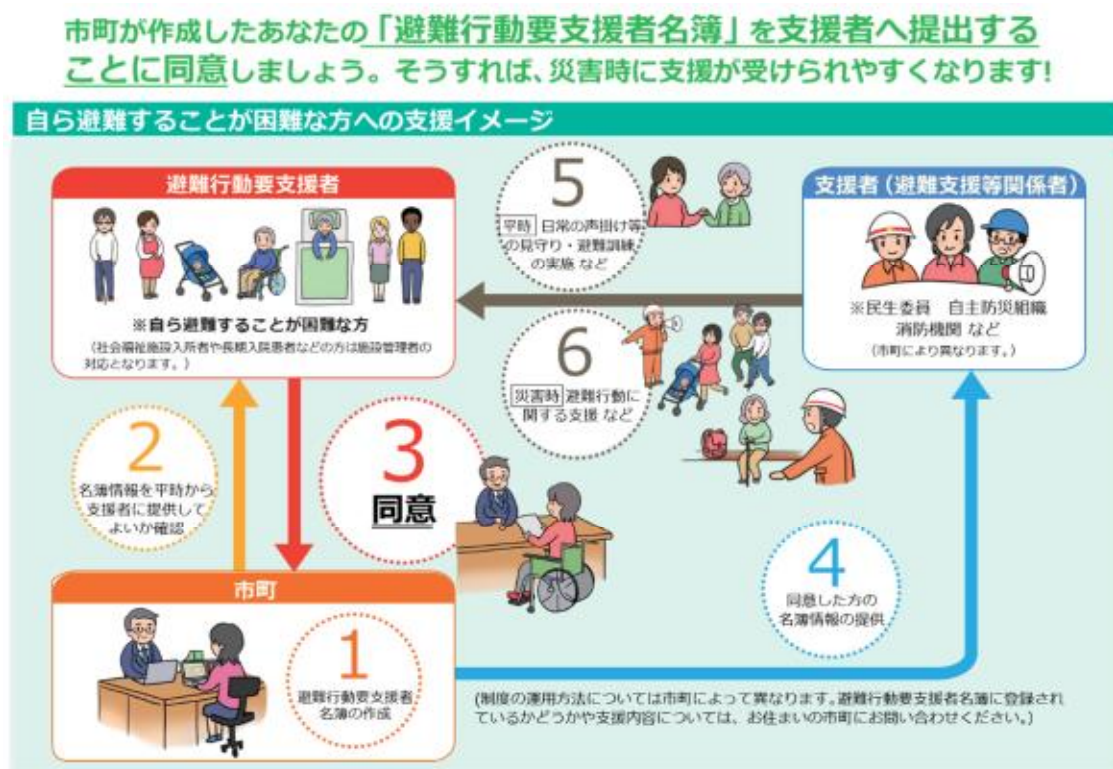 市町が作成したあなたの「避難行動要支援者名簿」を支援者へ提出する
ことに同意しましょう。そうすれば、災害時に支援が受けられやすくなります!
自ら避難することが困難な方への支援イメージ
避難行動要支援者
※自ら避難することが困難な方
(社会福祉施設入所者や長期入院患者などの方は施設管理者の
対応となります。)
5
平時 日常の声掛け等
の見守り・避難訓練
の実施 など
支援者(避難支援等関係者)
※民生委員 自主防災組織
消防機関 など
(市町により異なります。)
6
災害時 避難行動に
関する支援 など
2
名簿情報を平時から
支援者に提供して
よいか確認
3
同意
4
同意した方の
名簿情報の提供
市町
1
避難行動要支援者
名簿の作成
(制度の運用方法については市町によって異なります。避難行動要支援者名簿に登録され
ているかどうかや支援内容については、お住まいの市町にお問い合わせください。)